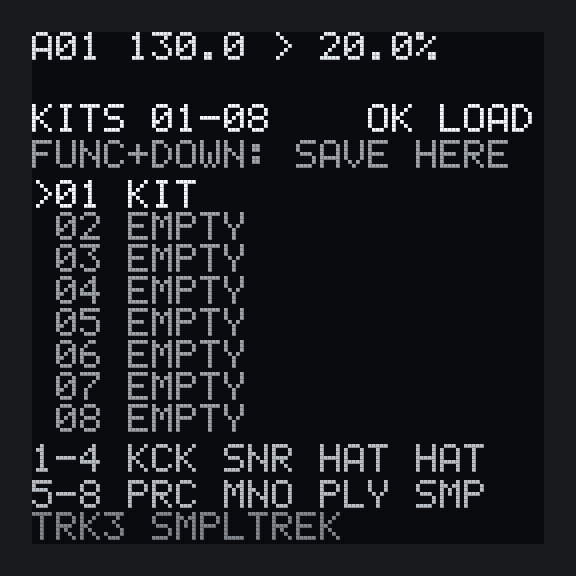 A01 130.0 > 20.0%
KITS 01-08 OK LOAD
FUNC+DOWN: SAVE HERE
>01 KIT
02 EMPTY
03 EMPTY
04 EMPTY
05 EMPTY
06 EMPTY
07 EMPTY
08 EMPTY
1-4 KCK SNR HAT HAT
5-8 PRC MNO PLY SMP
TRK3 SMPLTREK